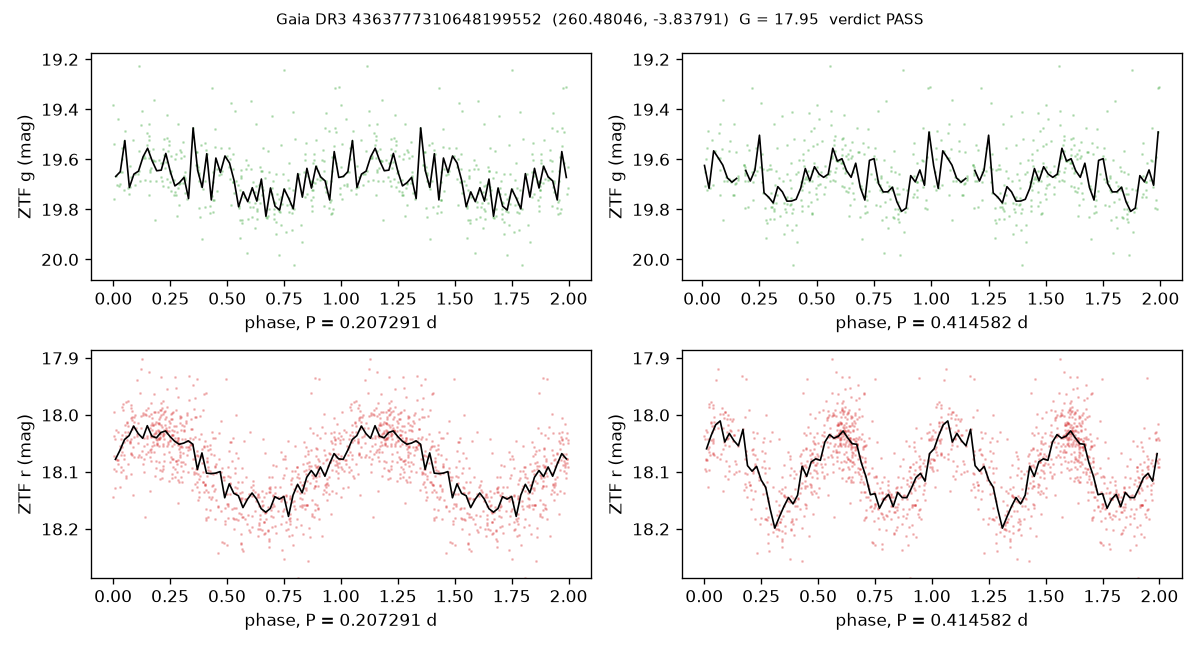 Gaia DR3 4363777310648199552 (260.48046, -3.83791) G = 17.95 verdict PASS
19.2
19.4
19.6
19.8
20.0
ZTF g (mag)
0.00 0.25 0.50 0.75 1.00 1.25 1.50 1.75 2.00
phase, P = 0.207291 d
19.2
19.4
19.6
19.8
20.0
ZTF g (mag)
0.00 0.25 0.50 0.75 1.00 1.25 1.50 1.75 2.00
phase, P = 0.414582 d
17.9
18.0
18.1
18.2
ZTF r (mag)
0.00 0.25 0.50 0.75 1.00 1.25 1.50 1.75 2.00
phase, P = 0.207291 d
17.9
18.0
18.1
18.2
ZTF r (mag)
0.00 0.25 0.50 0.75 1.00 1.25 1.50 1.75 2.00
phase, P = 0.414582 d